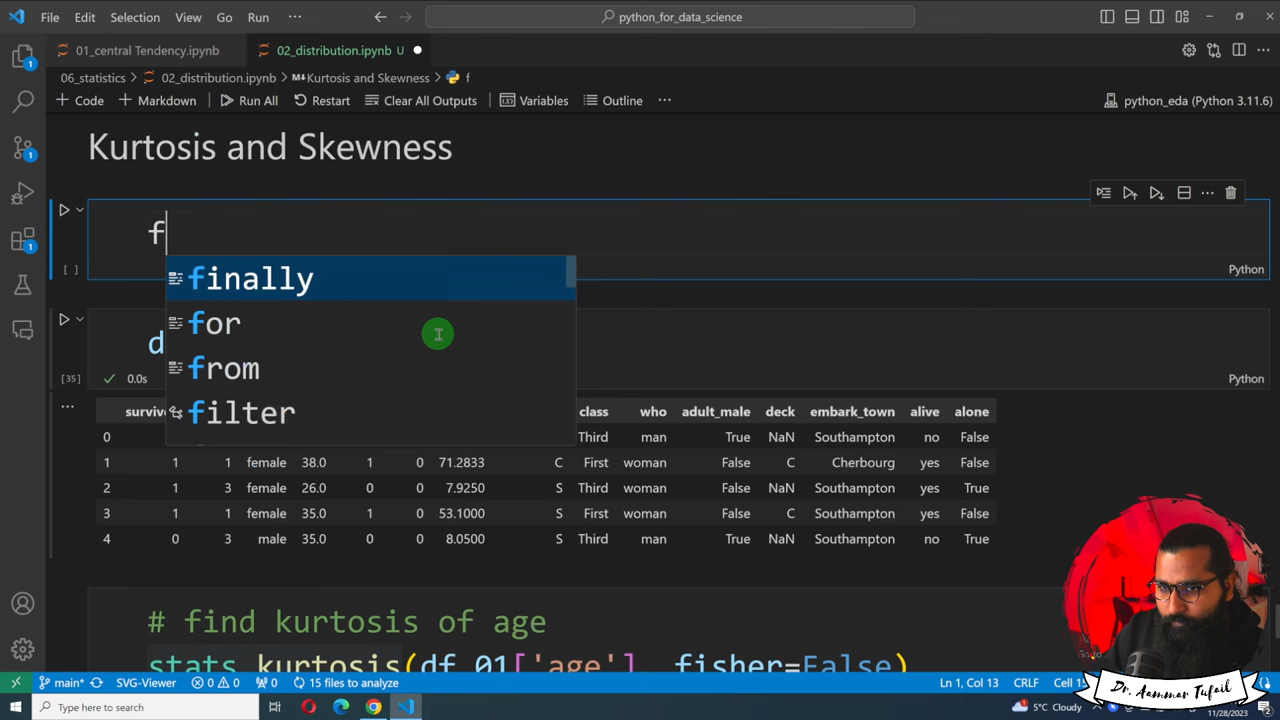 File Edit Selection View Go Run ··· python_for_data_science
01_central Tendency.ipynb 02_distribution.ipynb U
06_statistics > 02_distribution.ipynb > M↓Kurtosis and Skewness > f
+ Code + Markdown Run All Restart Clear All Outputs Variables Outline ··· python_eda (Python 3.11.6)
Kurtosis and Skewness
f
[ ] Python
finally
for
from
filter
d
[35] 0.0s Python
surviv class who adult_male deck embark_town alive alone
0 Third man True NaN Southampton no False
1 1 1 female 38.0 1 0 71.2833 C First woman False C Cherbourg yes False
2 1 3 female 26.0 0 0 7.9250 S Third woman False NaN Southampton yes True
3 1 1 female 35.0 1 0 53.1000 S First woman False C Southampton yes False
4 0 3 male 35.0 0 0 8.0500 S Third man True NaN Southampton no True
# find kurtosis of age
stats.kurtosis(df_01['age'], fisher=False)
main* SVG-Viewer 0 0 0 15 files to analyze Ln 1, Col 13 CRLF Cell 15
Dr. Aammar Tufail
Type here to search 5°C Cloudy 11/28/2023